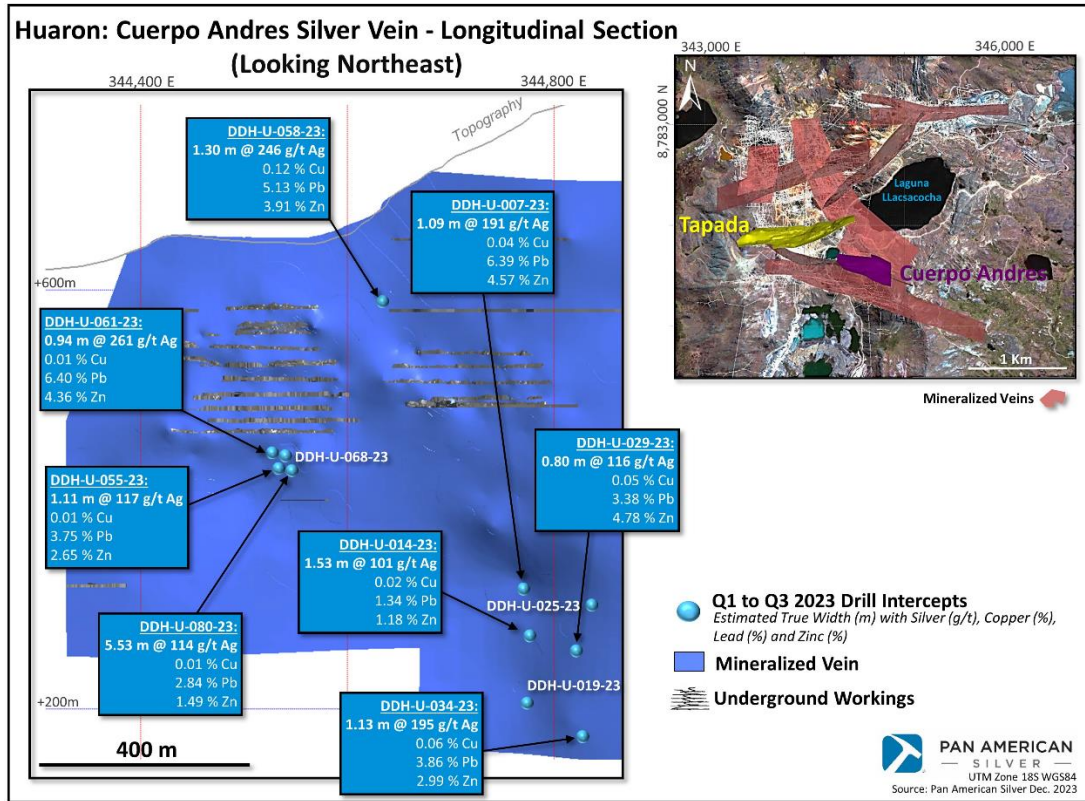 Huaron: Cuerpo Andres Silver Vein - Longitudinal Section
(Looking Northeast)
344,400 E
344,800 E
Topography
DDH-U-058-23:
1.30 m @ 246 g/t Ag
0.12 % Cu
5.13 % Pb
3.91 % Zn
DDH-U-007-23:
1.09 m @ 191 g/t Ag
0.04 % Cu
6.39 % Pb
4.57 % Zn
+600m
DDH-U-061-23:
0.94 m @ 261 g/t Ag
0.01 % Cu
6.40 % Pb
4.36 % Zn
DDH-U-068-23
DDH-U-029-23:
0.80 m @ 116 g/t Ag
0.05 % Cu
3.38 % Pb
4.78 % Zn
DDH-U-055-23:
1.11 m @ 117 g/t Ag
0.01 % Cu
3.75 % Pb
2.65 % Zn
DDH-U-014-23:
1.53 m @ 101 g/t Ag
0.02 % Cu
1.34 % Pb
1.18 % Zn
DDH-U-025-23
DDH-U-080-23:
5.53 m @ 114 g/t Ag
0.01 % Cu
2.84 % Pb
1.49 % Zn
DDH-U-019-23
+200m
DDH-U-034-23:
1.13 m @ 195 g/t Ag
0.06 % Cu
3.86 % Pb
2.99 % Zn
400 m
343,000 E
346,000 E
N
8,783,000 N
Laguna
LLacsacocha
Tapada
Cuerpo Andres
1 Km
Mineralized Veins
Q1 to Q3 2023 Drill Intercepts
Estimated True Width (m) with Silver (g/t), Copper (%),
Lead (%) and Zinc (%)
Mineralized Vein
Underground Workings
PAN AMERICAN
SILVER
UTM Zone 18S WGS84
Source: Pan American Silver Dec. 2023